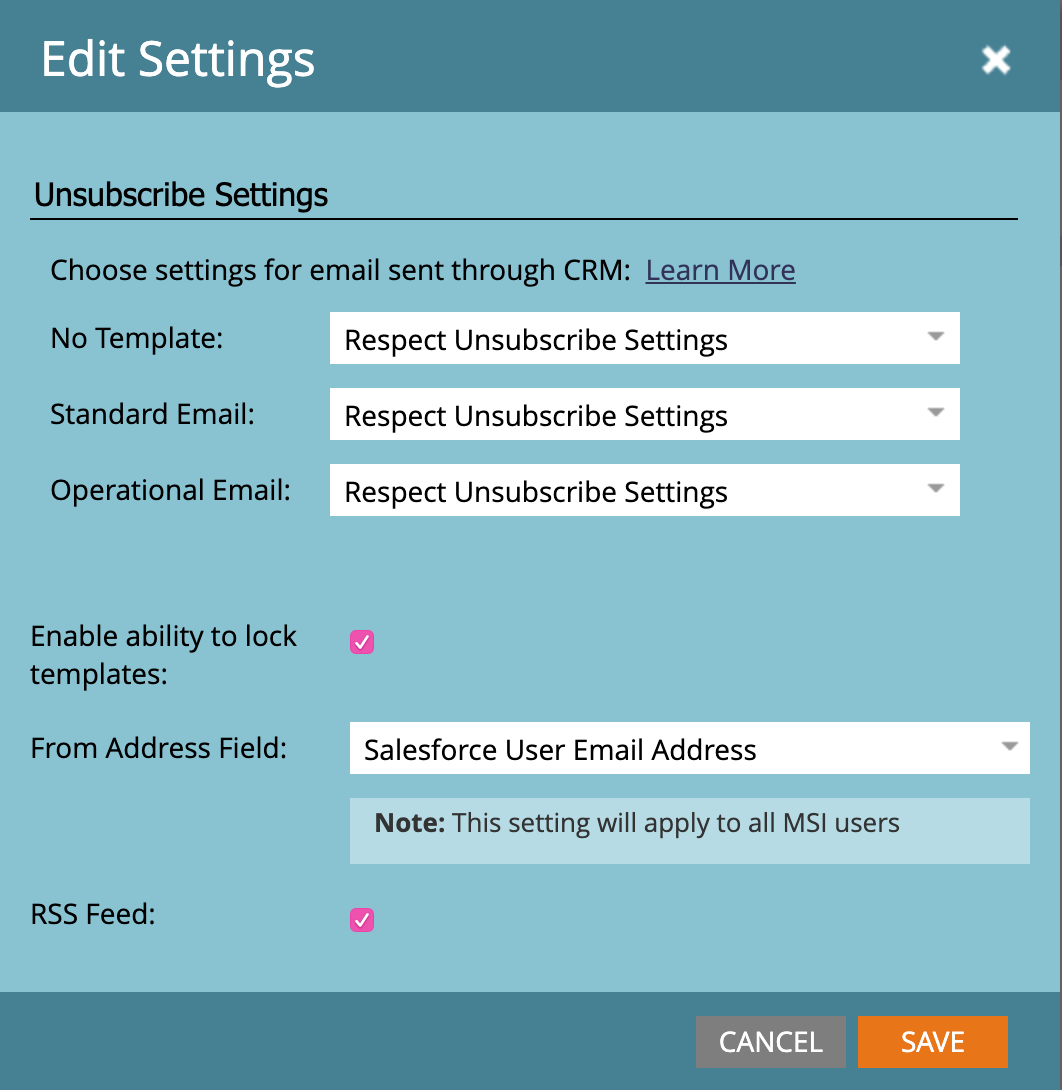 Edit Settings
Unsubscribe Settings
Choose settings for email sent through CRM: Learn More
No Template: Respect Unsubscribe Settings
Standard Email: Respect Unsubscribe Settings
Operational Email: Respect Unsubscribe Settings
Enable ability to lock
templates:
From Address Field: Salesforce User Email Address
Note: This setting will apply to all MSI users
RSS Feed:
CANCEL SAVE